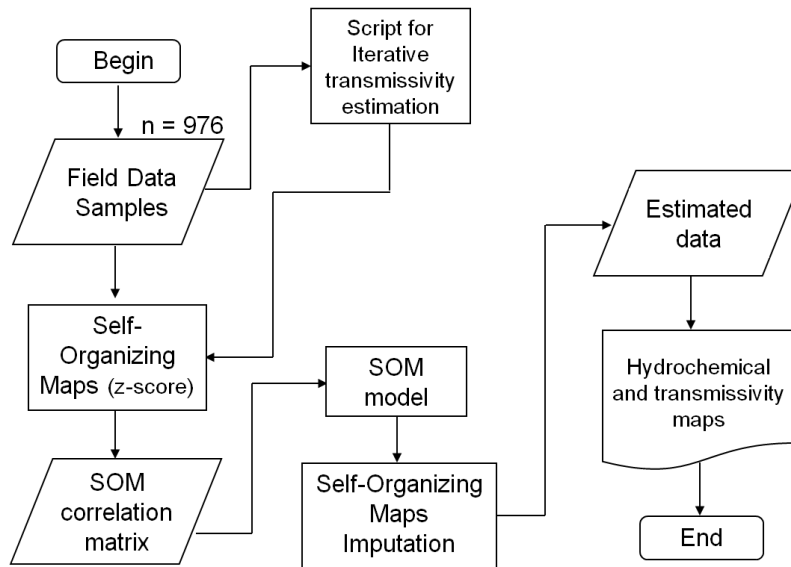 Begin
n = 976
Field Data
Samples
Script for
Iterative
transmissivity
estimation
Self-
Organizing
Maps (z-score)
SOM
correlation
matrix
SOM
model
Self-Organizing
Maps
Imputation
Estimated
data
Hydrochemical
and transmissivity
maps
End